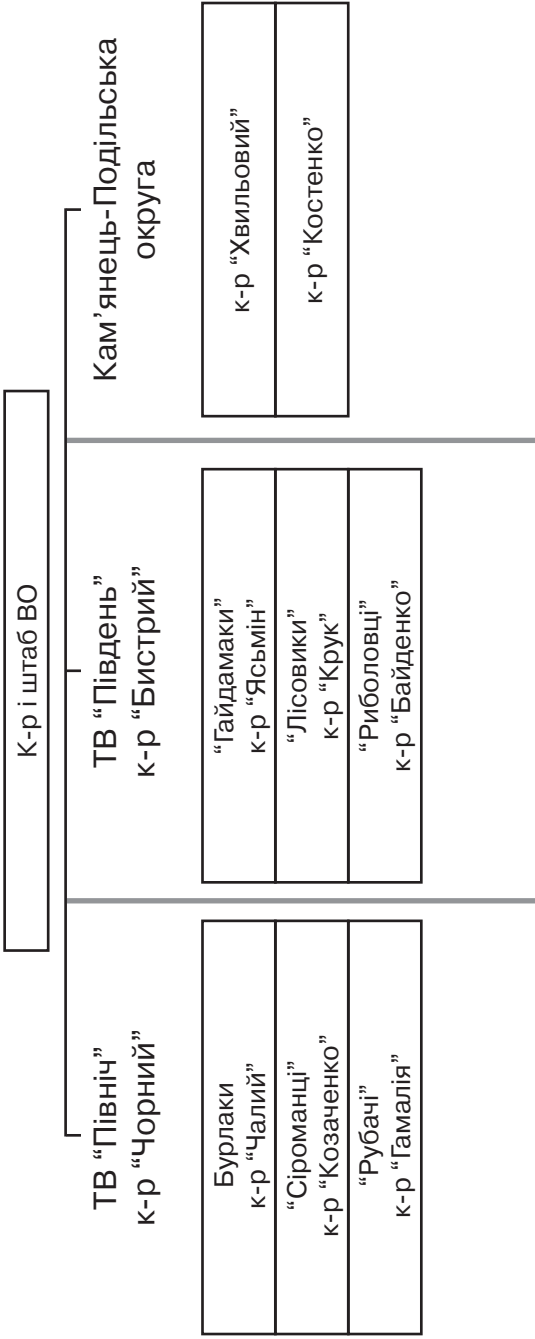 К-р і штаб ВО
ТВ “Північ”
к-р “Чорний”
Бурлаки
к-р “Чалий”
“Сіроманці”
к-р “Козаченко”
“Рубачі”
к-р “Гамалія”
ТВ “Південь”
к-р “Бистрий”
“Гайдамаки”
к-р “Ясьмін”
“Лісовики”
к-р “Крук”
“Риболовці”
к-р “Байденко”
Кам’янець-Подільська
округа
к-р “Хвильовий”
к-р “Костенко”